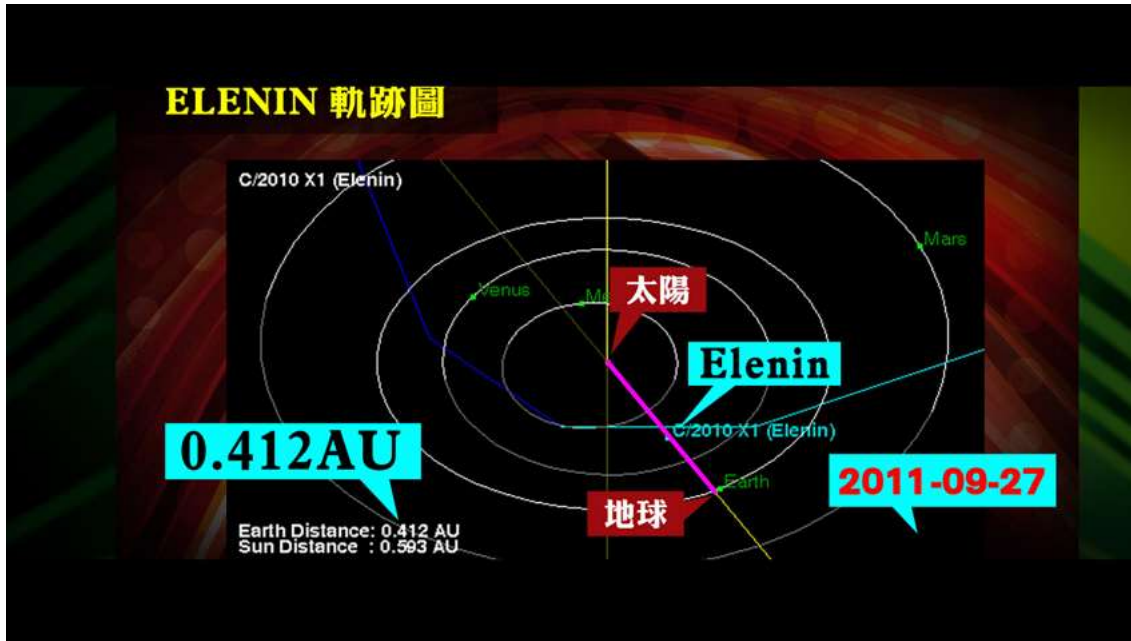 ELENIN 軌跡圖
C/2010 X1 (Elenin)
Mars
Venus
Me
太陽
Elenin
C/2010 X1 (Elenin)
0.412AU
Earth
2011-09-27
地球
Earth Distance: 0.412 AU
Sun Distance : 0.593 AU